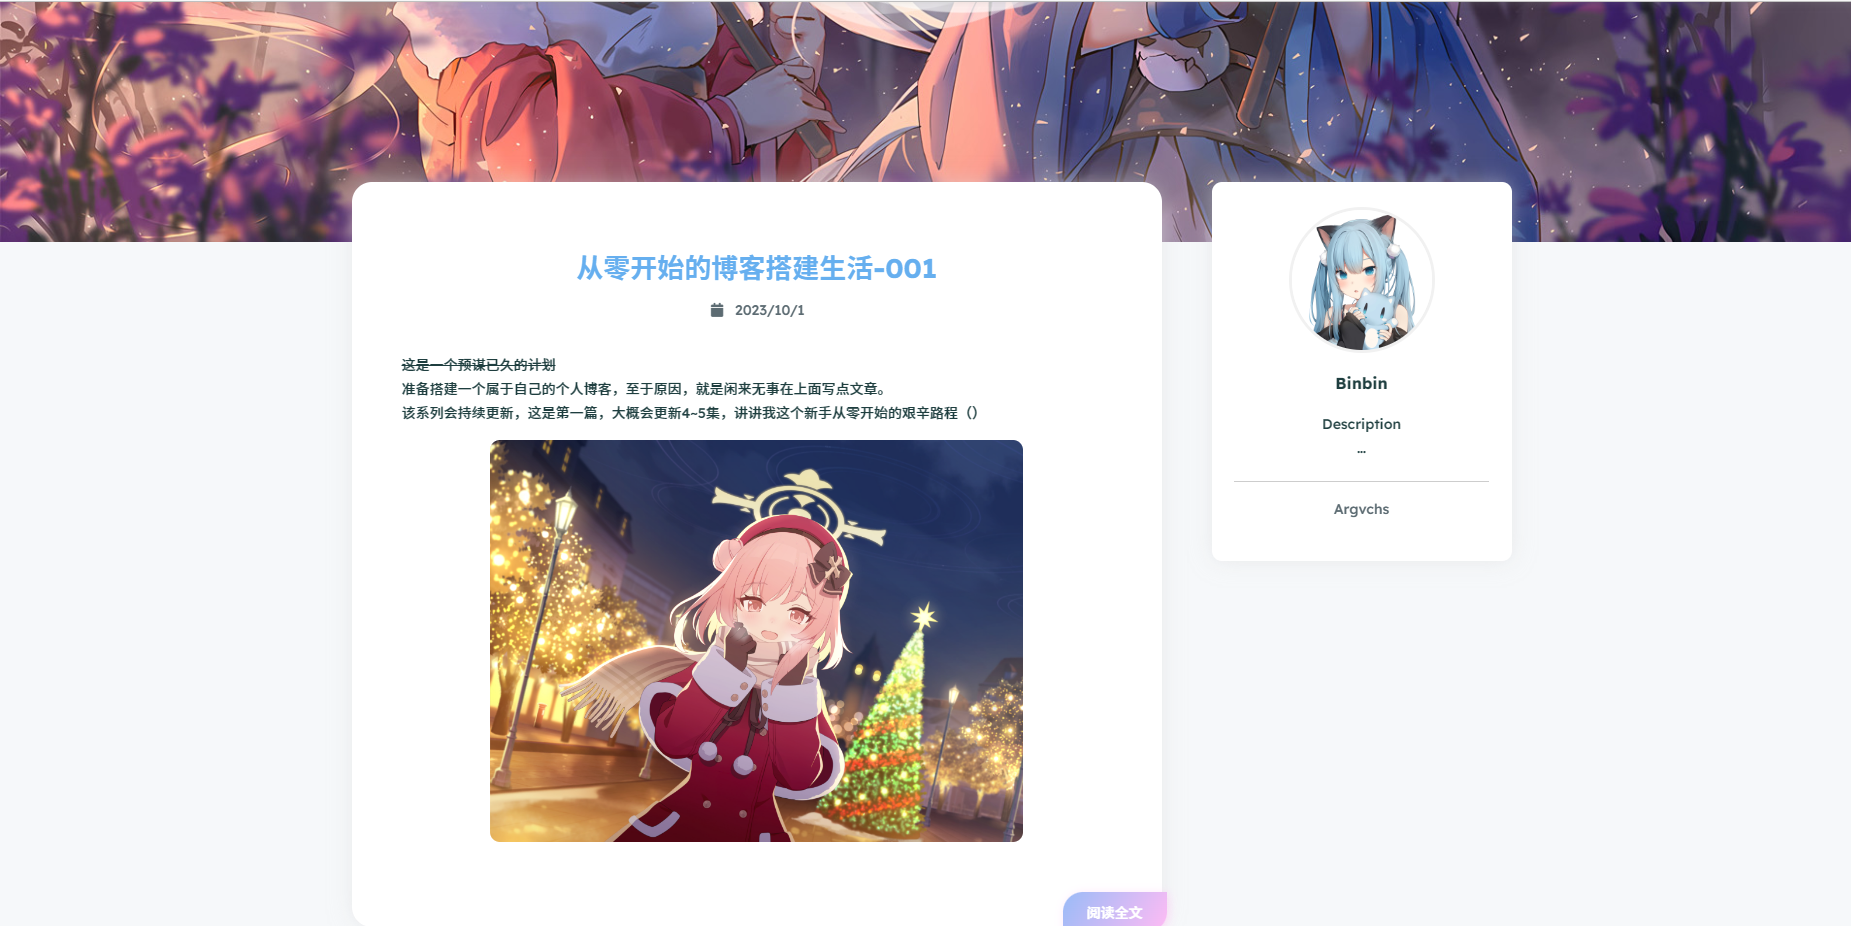 从零开始的博客搭建生活-001
2023/10/1
这是一个预谋已久的计划
准备搭建一个属于自己的个人博客，至于原因，就是闲来无事在上面写点文章。
该系列会持续更新，这是第一篇，大概会更新4~5集，讲讲我这个新手从零开始的艰辛路程（）
阅读全文
Binbin
Description
...
Argvchs